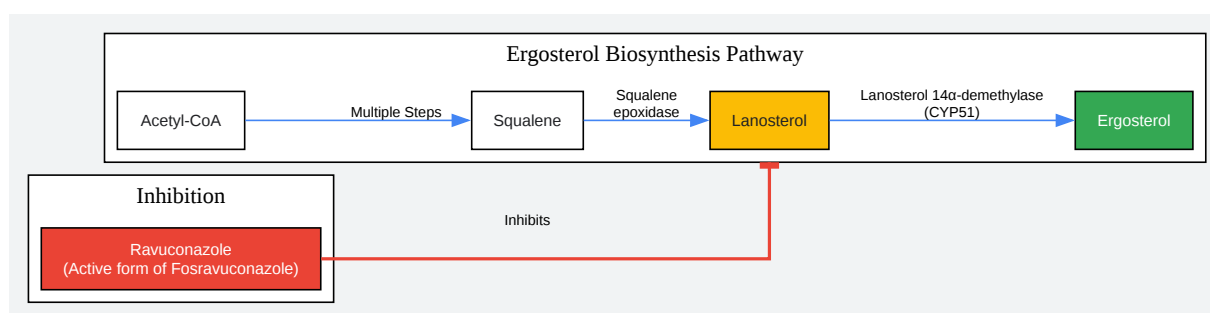 Ergosterol Biosynthesis Pathway
Acetyl-CoA
Multiple Steps
Squalene
Squalene
epoxidase
Lanosterol
Lanosterol 14α-demethylase
(CYP51)
Ergosterol
Inhibition
Ravuconazole
(Active form of Fosravuconazole)
Inhibits